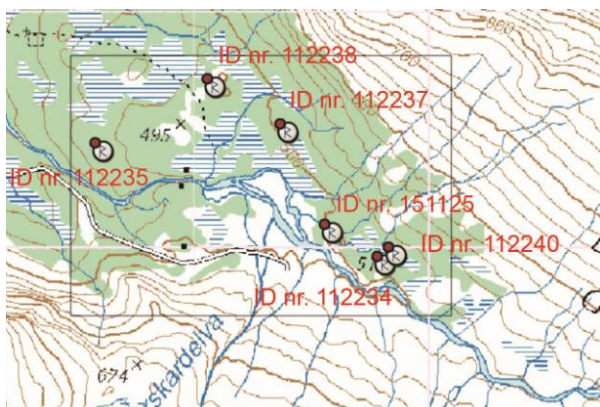 800
700
ID nr. 112238
ID nr. 112237
495
ID nr. 112235
ID nr. 151125
ID nr. 112240
ID nr. 112234
674
skardelva